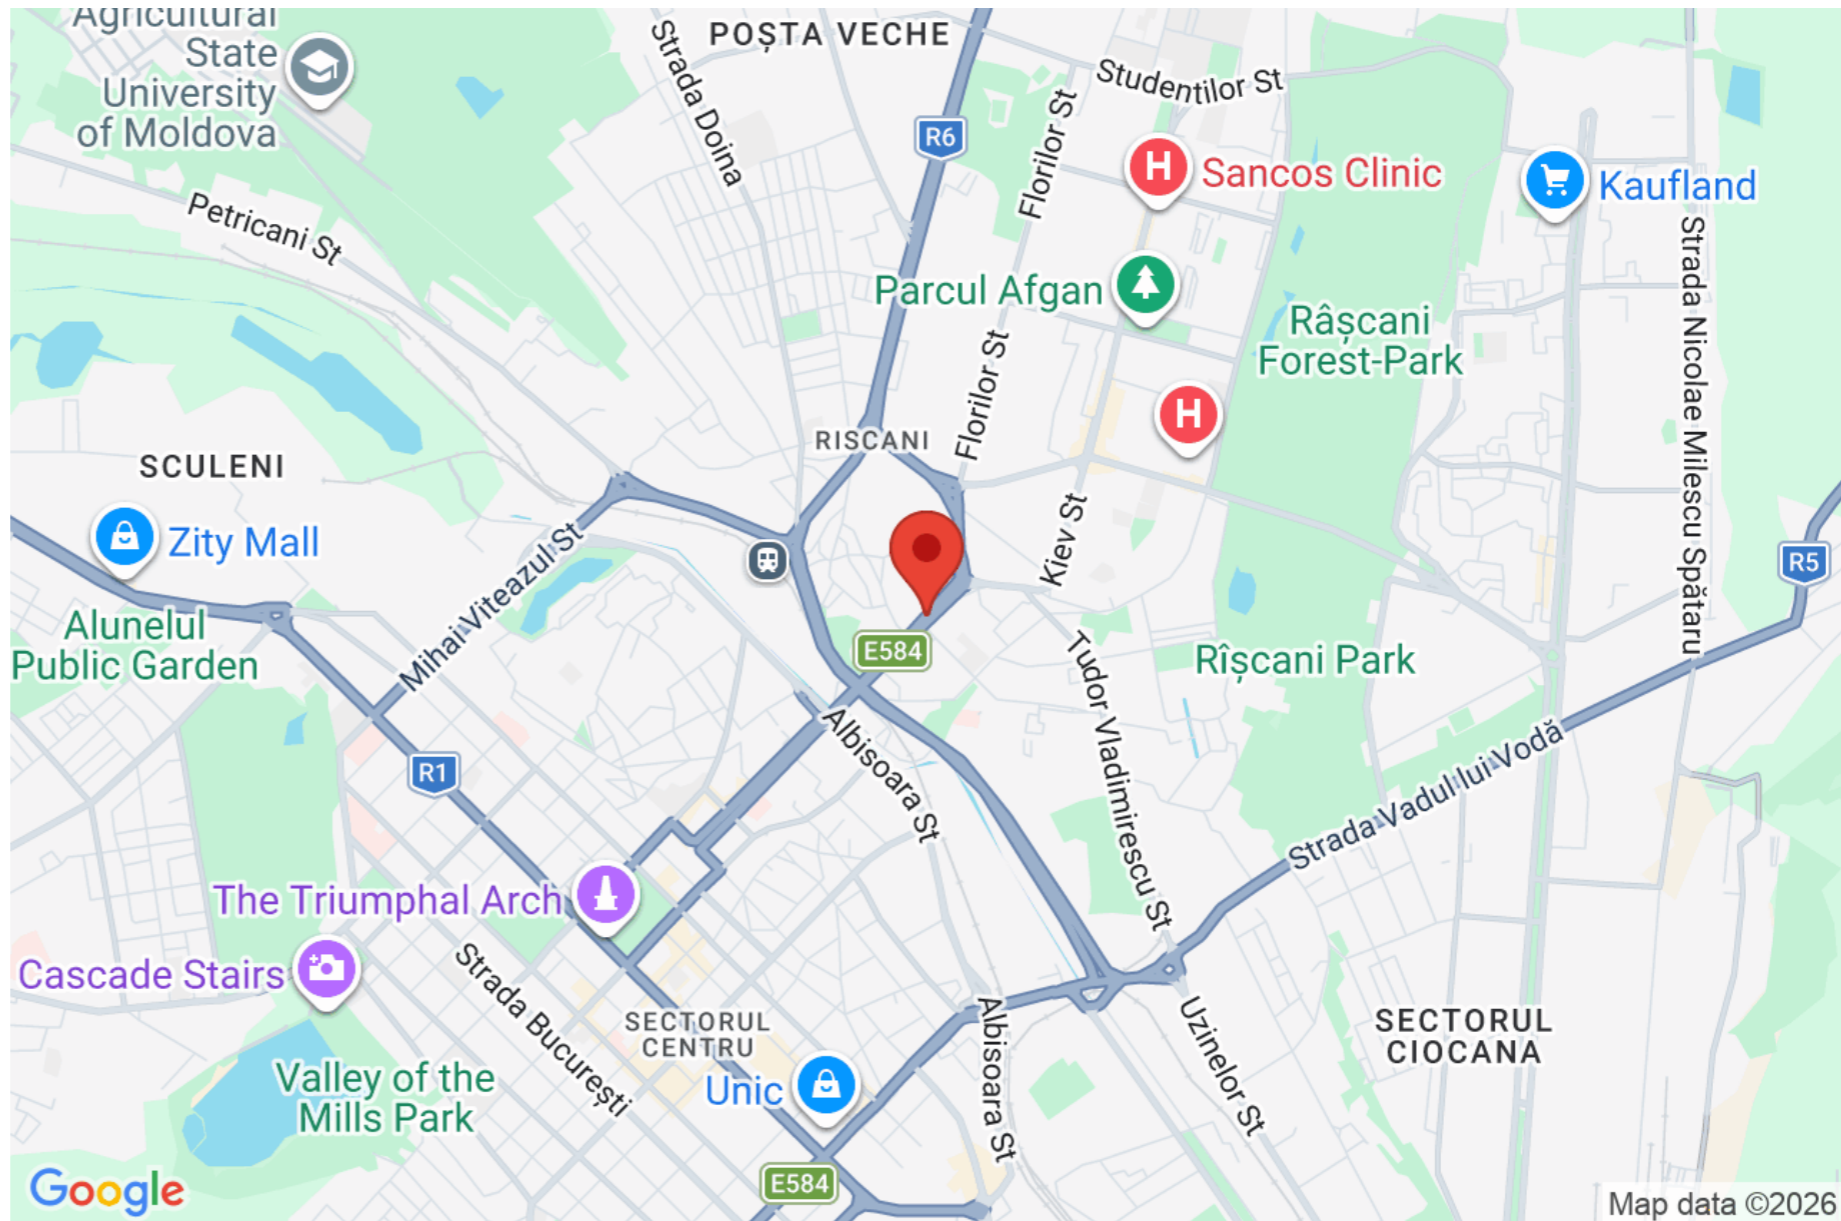 Agricultural
State
University
of Moldova
POȘTA VECHE
Strada Doina
Studentilor St
Florilor St
R6
H
Sancos Clinic
Kaufland
Petricani St
Strada Nicolae Milescu Spătaru
Parcul Afgan
Râșcani
Forest-Park
Florilor St
H
RISCANI
SCULENI
Zity Mall
Mihai Viteazul St
Kiev St
R5
Alunelul
Public Garden
E584
Tudor Vladimirescu St
Rîșcani Park
Albisoara St
R1
Strada Vadul lui Vodă
The Triumphal Arch
Cascade Stairs
Strada București
SECTORUL
CENTRU
Albisoara St
Uzinelor St
SECTORUL
CIOCANA
Valley of the
Mills Park
Unic
E584
Google
Map data ©2026